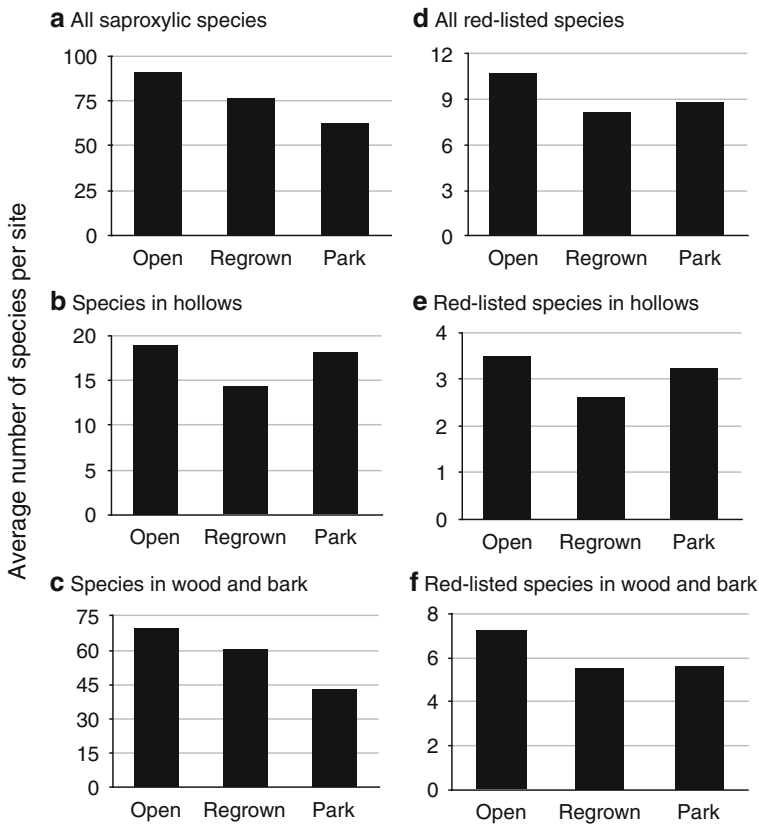 Average number of species per site
a All saproxylic species
100
75
50
25
0
Open Regrown Park
b Species in hollows
20
15
10
5
0
Open Regrown Park
c Species in wood and bark
75
60
45
30
15
0
Open Regrown Park
d All red-listed species
12
9
6
3
0
Open Regrown Park
e Red-listed species in hollows
4
3
2
1
0
Open Regrown Park
f Red-listed species in wood and bark
8
6
4
2
0
Open Regrown Park